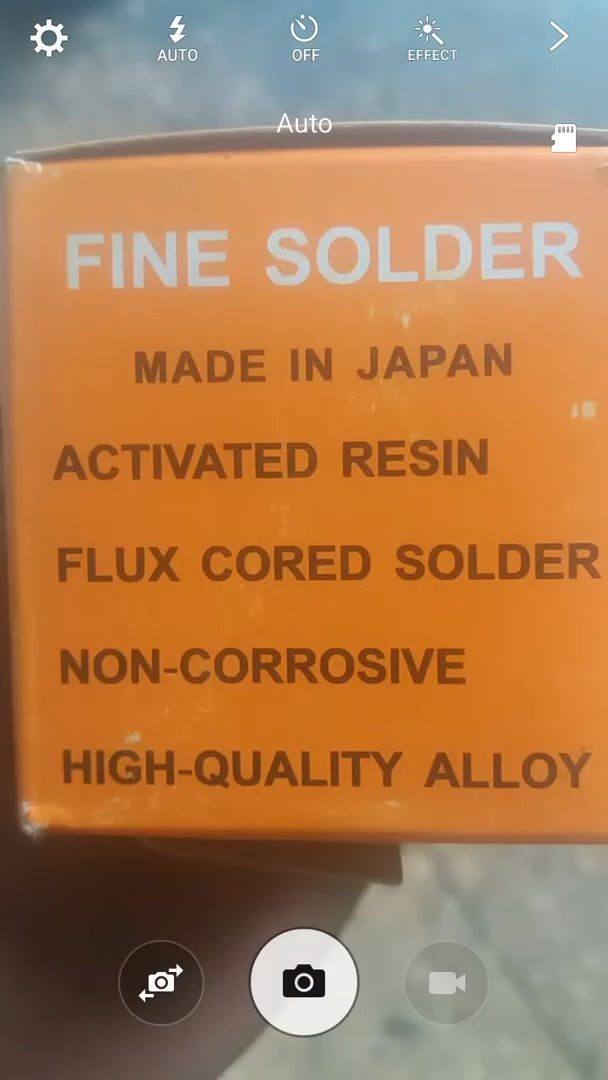 AUTO
OFF
EFFECT
Auto
FINE SOLDER
MADE IN JAPAN
ACTIVATED RESIN
FLUX CORED SOLDER
NON-CORROSIVE
HIGH-QUALITY ALLOY